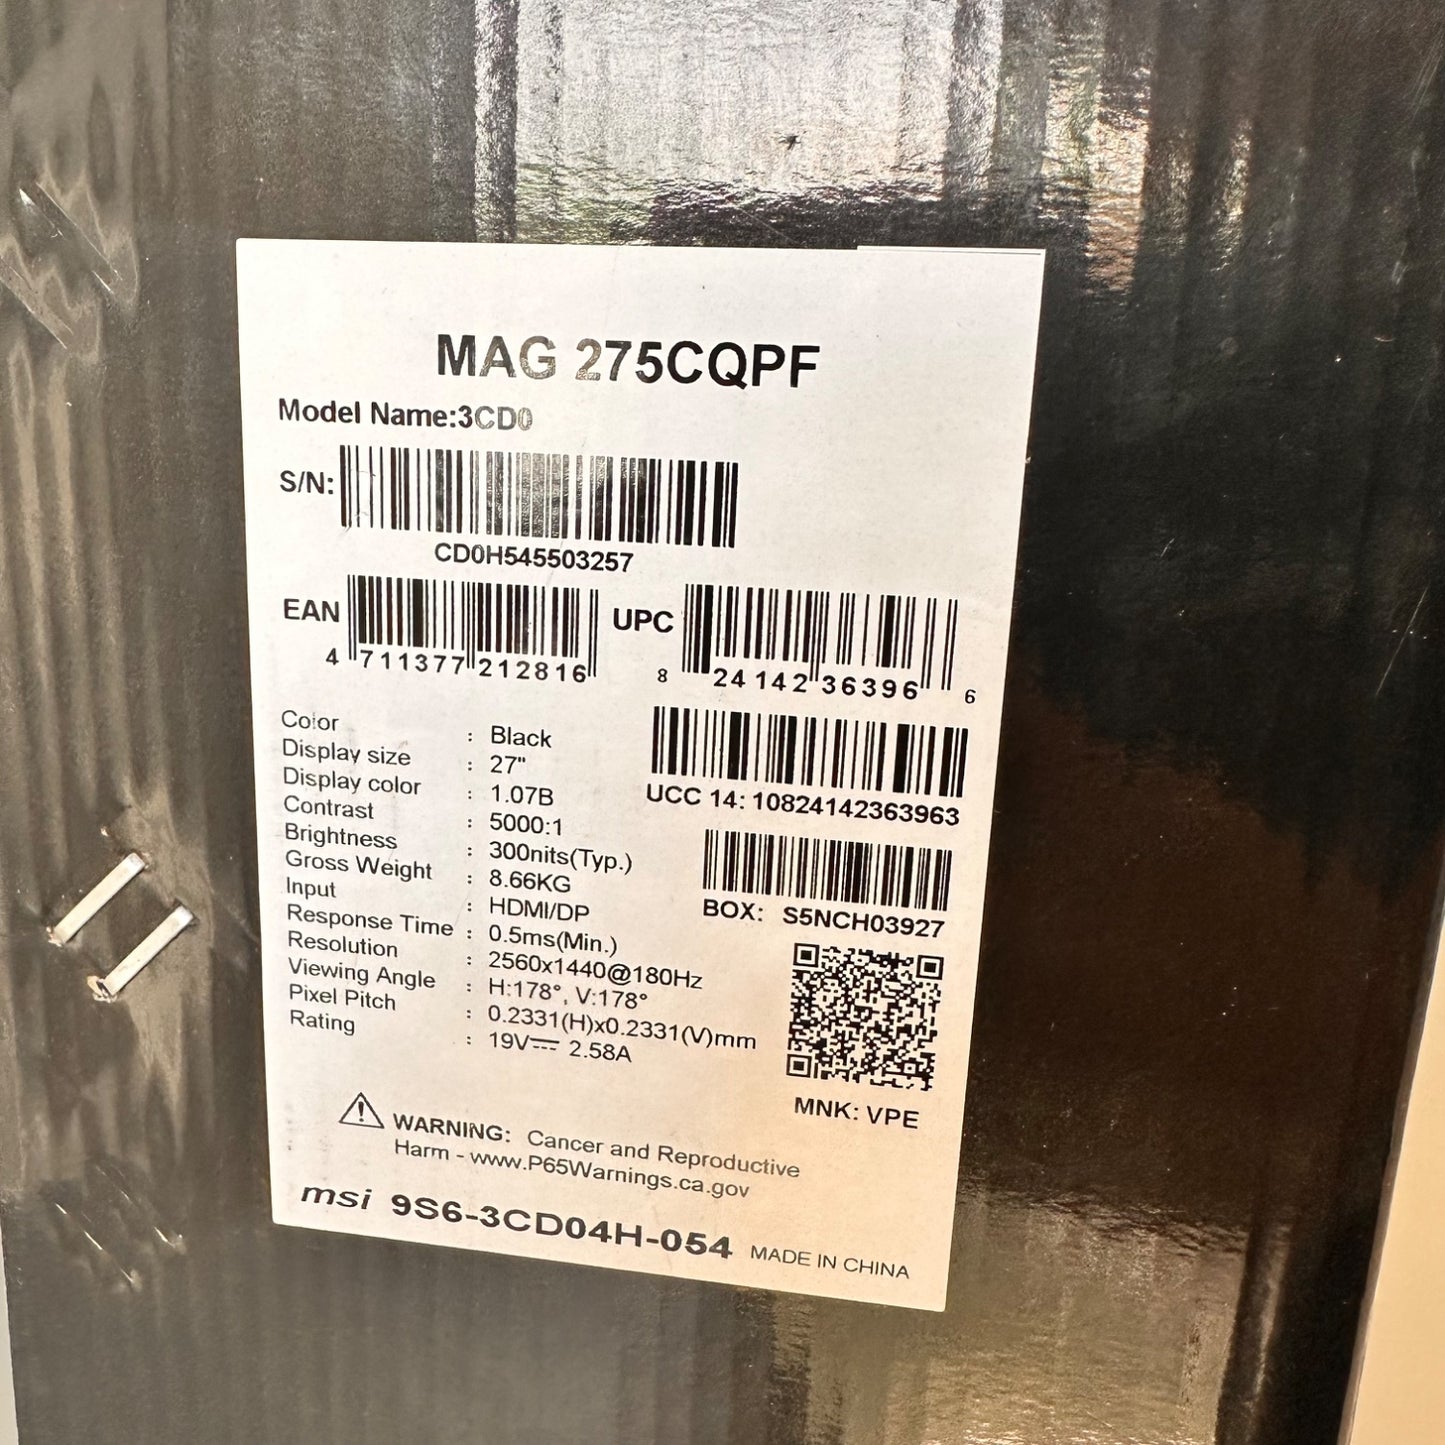 MAG 275CQPF
Model Name:3CD0
S/N:
CD0H545503257
EAN
4 711377 212816
UPC
8 24142 36396 6
Color : Black
Display size : 27"
Display color : 1.07B
Contrast : 5000:1
Brightness : 300nits(Typ.)
Gross Weight : 8.66KG
Input : HDMI/DP
Response Time : 0.5ms(Min.)
Resolution : 2560x1440@180Hz
Viewing Angle : H:178°, V:178°
Pixel Pitch : 0.2331(H)x0.2331(V)mm
Rating : 19V⎓ 2.58A
UCC 14: 10824142363963
BOX: S5NCH03927
MNK: VPE
WARNING: Cancer and Reproductive
Harm - www.P65Warnings.ca.gov
msi 9S6-3CD04H-054 MADE IN CHINA